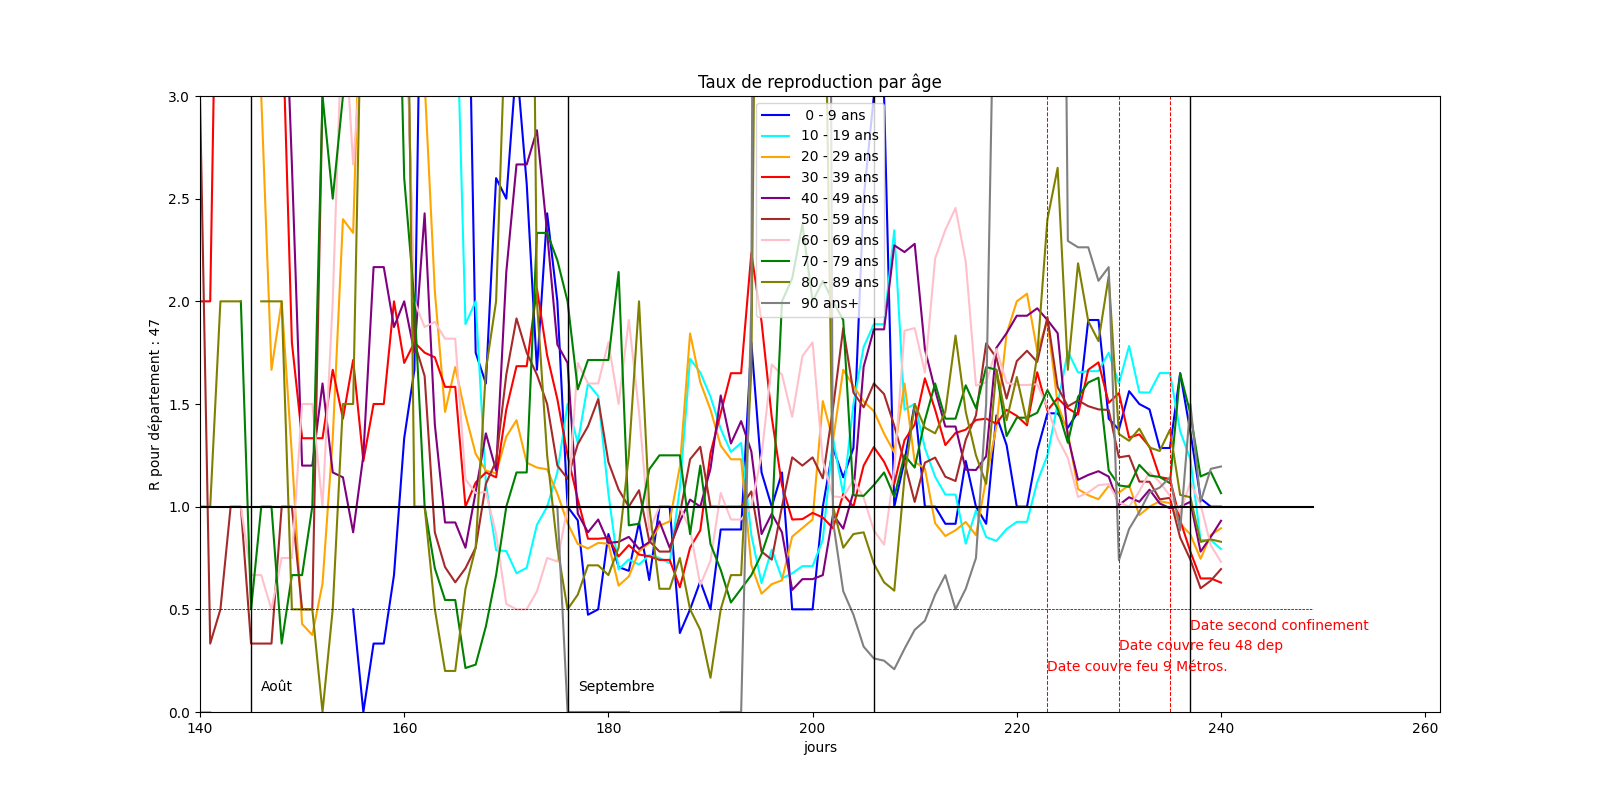 Taux de reproduction par âge
R pour département : 47
3.0
2.5
2.0
1.5
1.0
0.5
0.0
0 - 9 ans
10 - 19 ans
20 - 29 ans
30 - 39 ans
40 - 49 ans
50 - 59 ans
60 - 69 ans
70 - 79 ans
80 - 89 ans
90 ans+
Date second confinement
Date couvre feu 48 dep
Date couvre feu 9 Métros.
Août
Septembre
140
160
180
200
220
240
260
jours